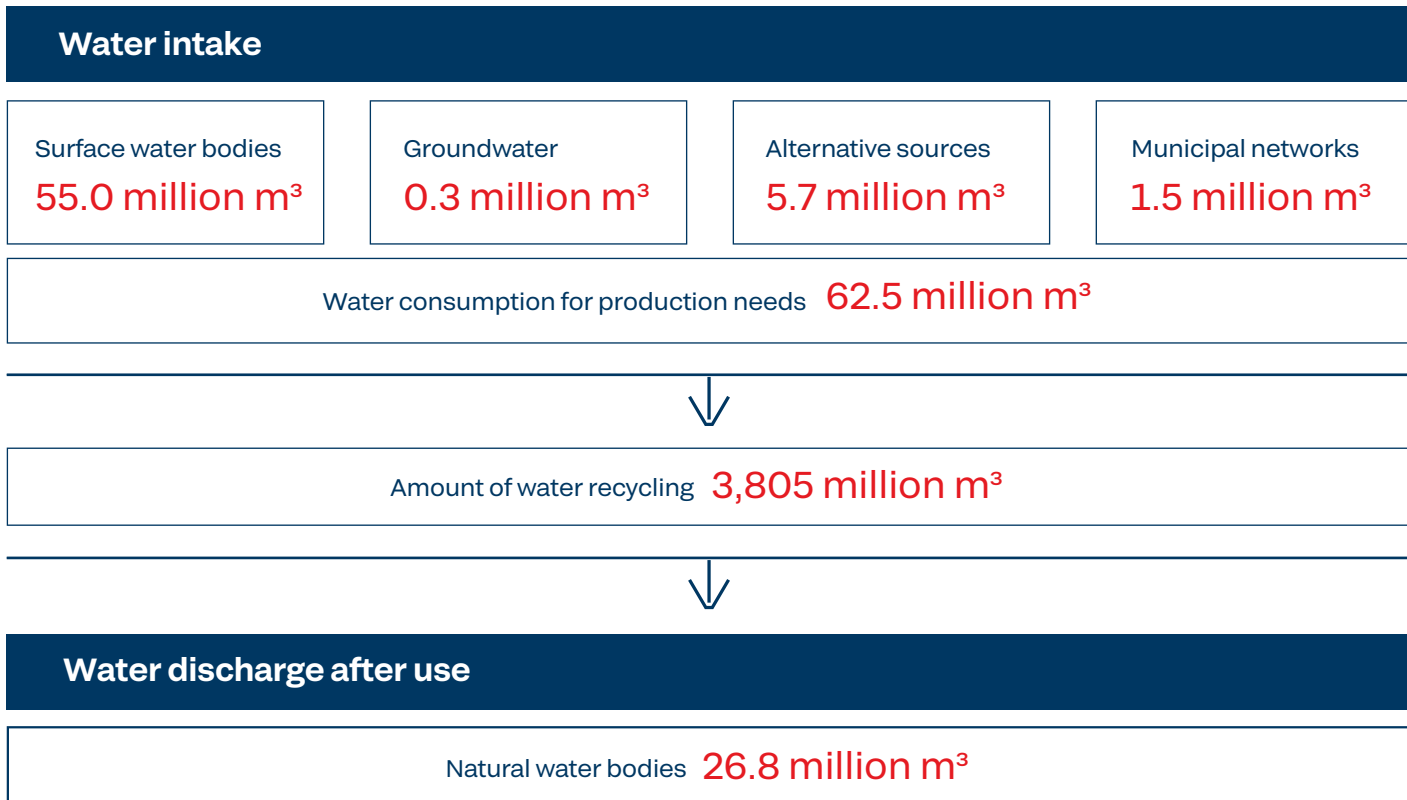 Water intake
Surface water bodies
55.0 million m³
Groundwater
0.3 million m³
Alternative sources
5.7 million m³
Municipal networks
1.5 million m³
Water consumption for production needs 62.5 million m³
Amount of water recycling 3,805 million m³
Water discharge after use
Natural water bodies 26.8 million m³